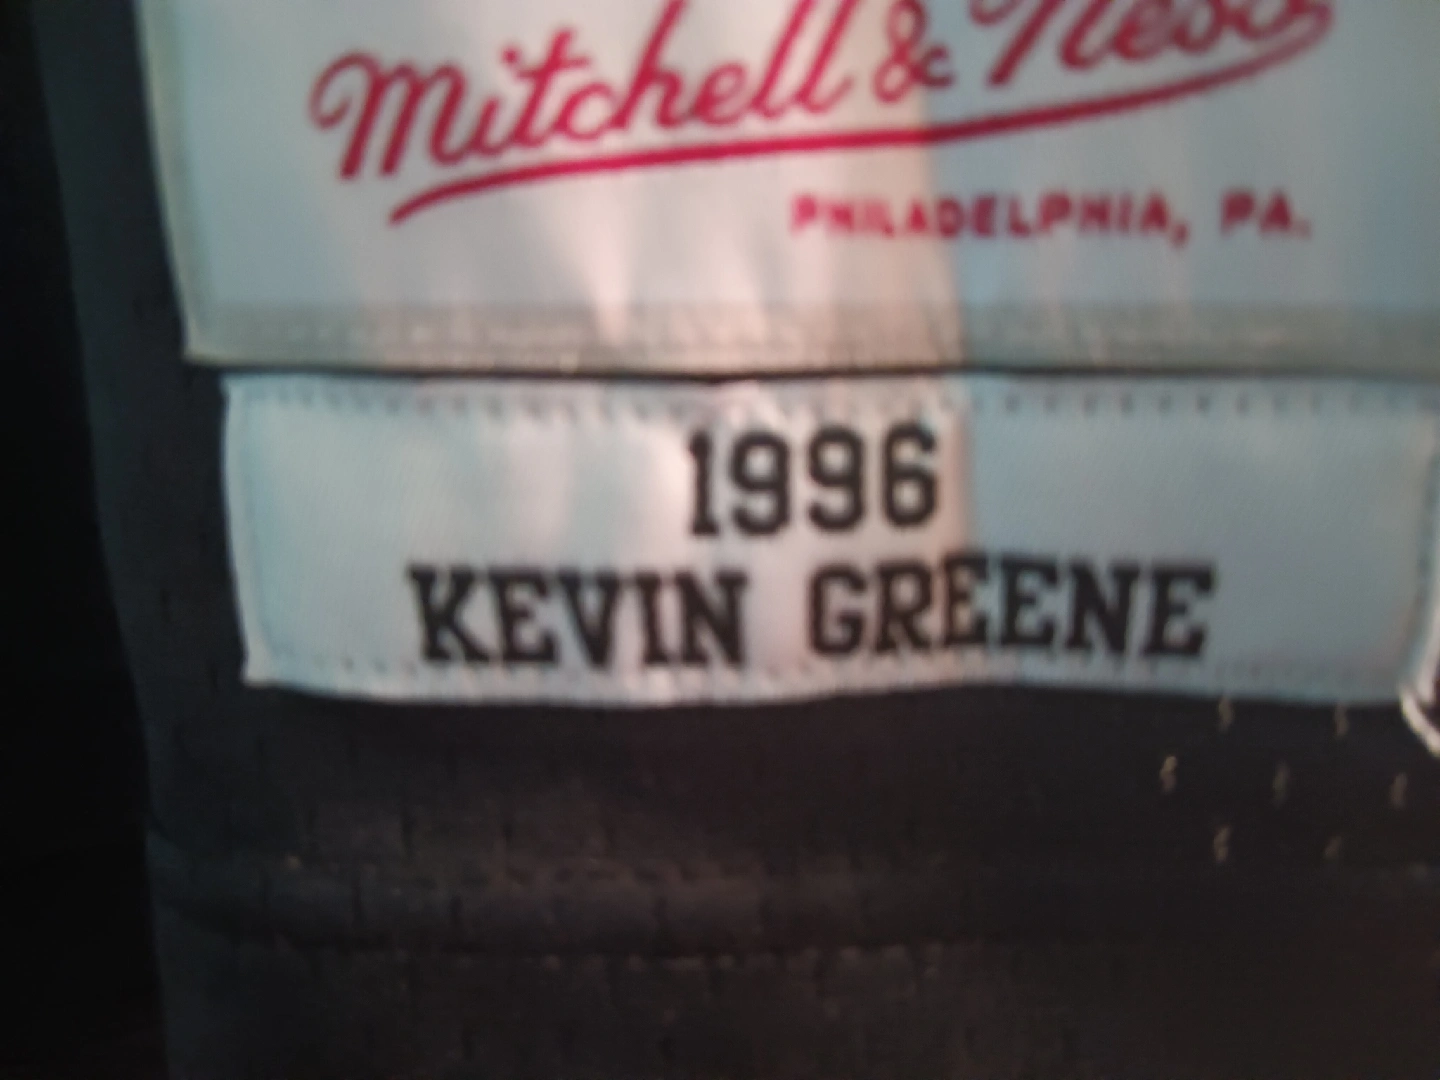 Mitchell & Ness
PHILADELPHIA, PA.
1996
KEVIN GREENE